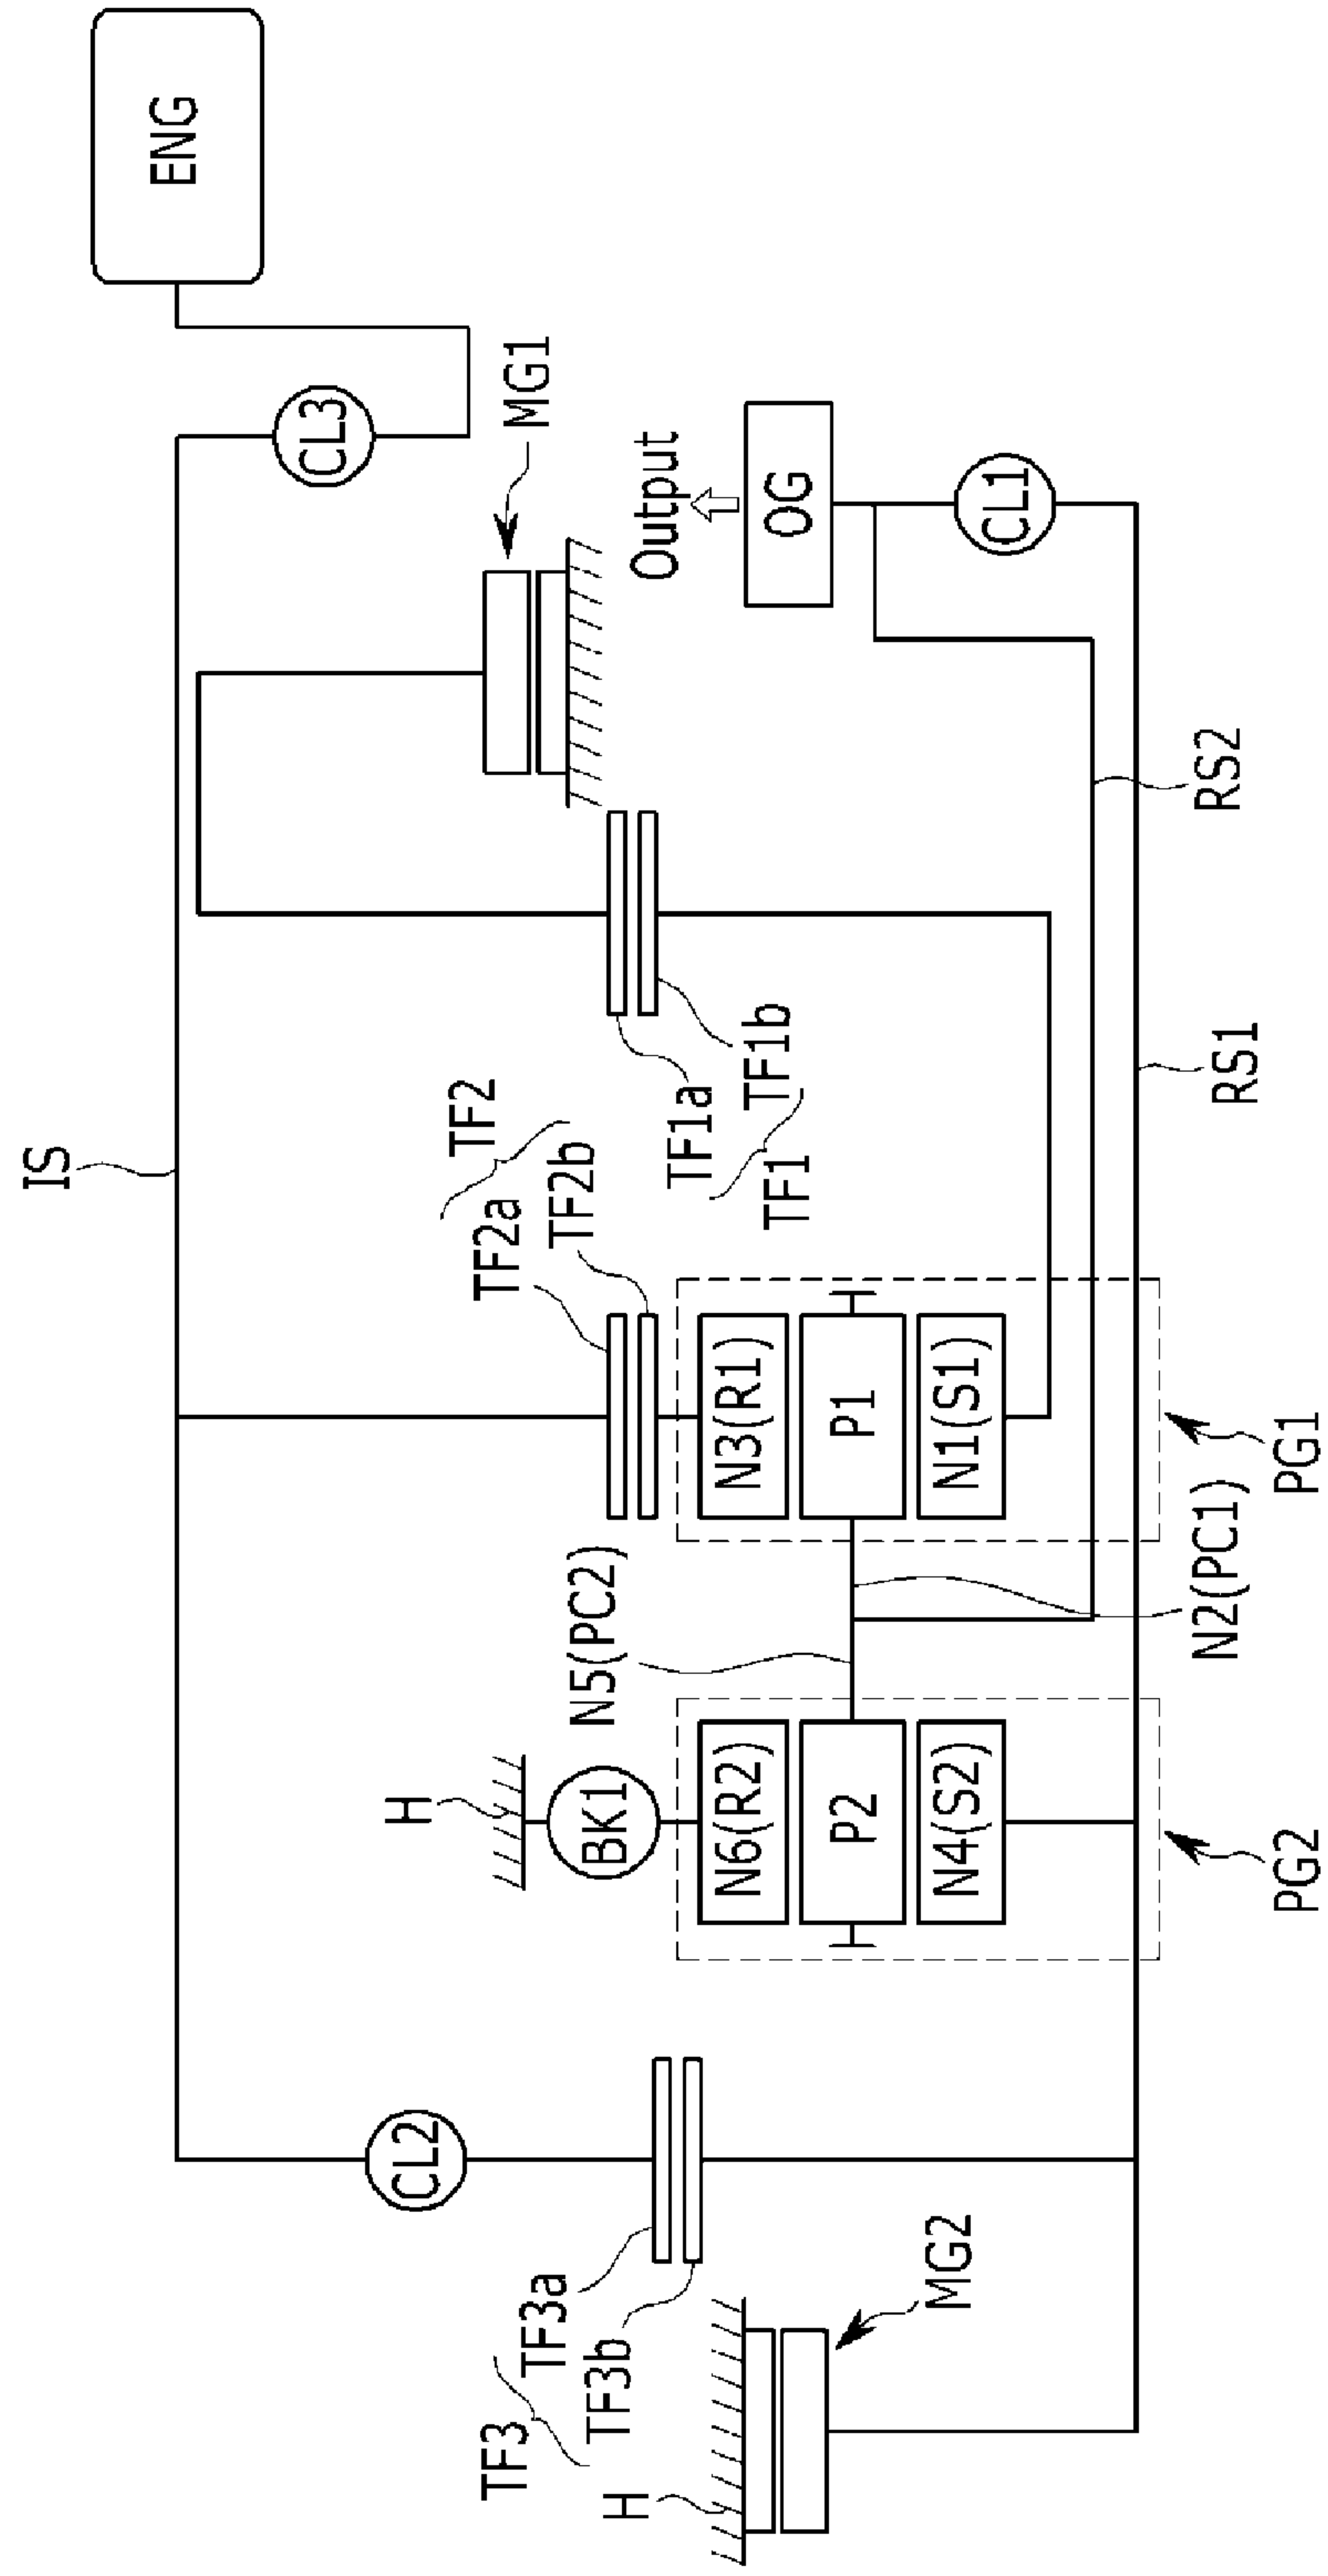 IS
ENG
CL3
MG1
Output
OG
CL1
RS2
RS1
TF2
TF2a
TF2b
TF1a
TF1b
TF1
N3(R1)
P1
N1(S1)
PG1
N2(PC1)
N5(PC2)
H
BK1
N6(R2)
P2
N4(S2)
PG2
CL2
TF3
TF3a
TF3b
MG2
H